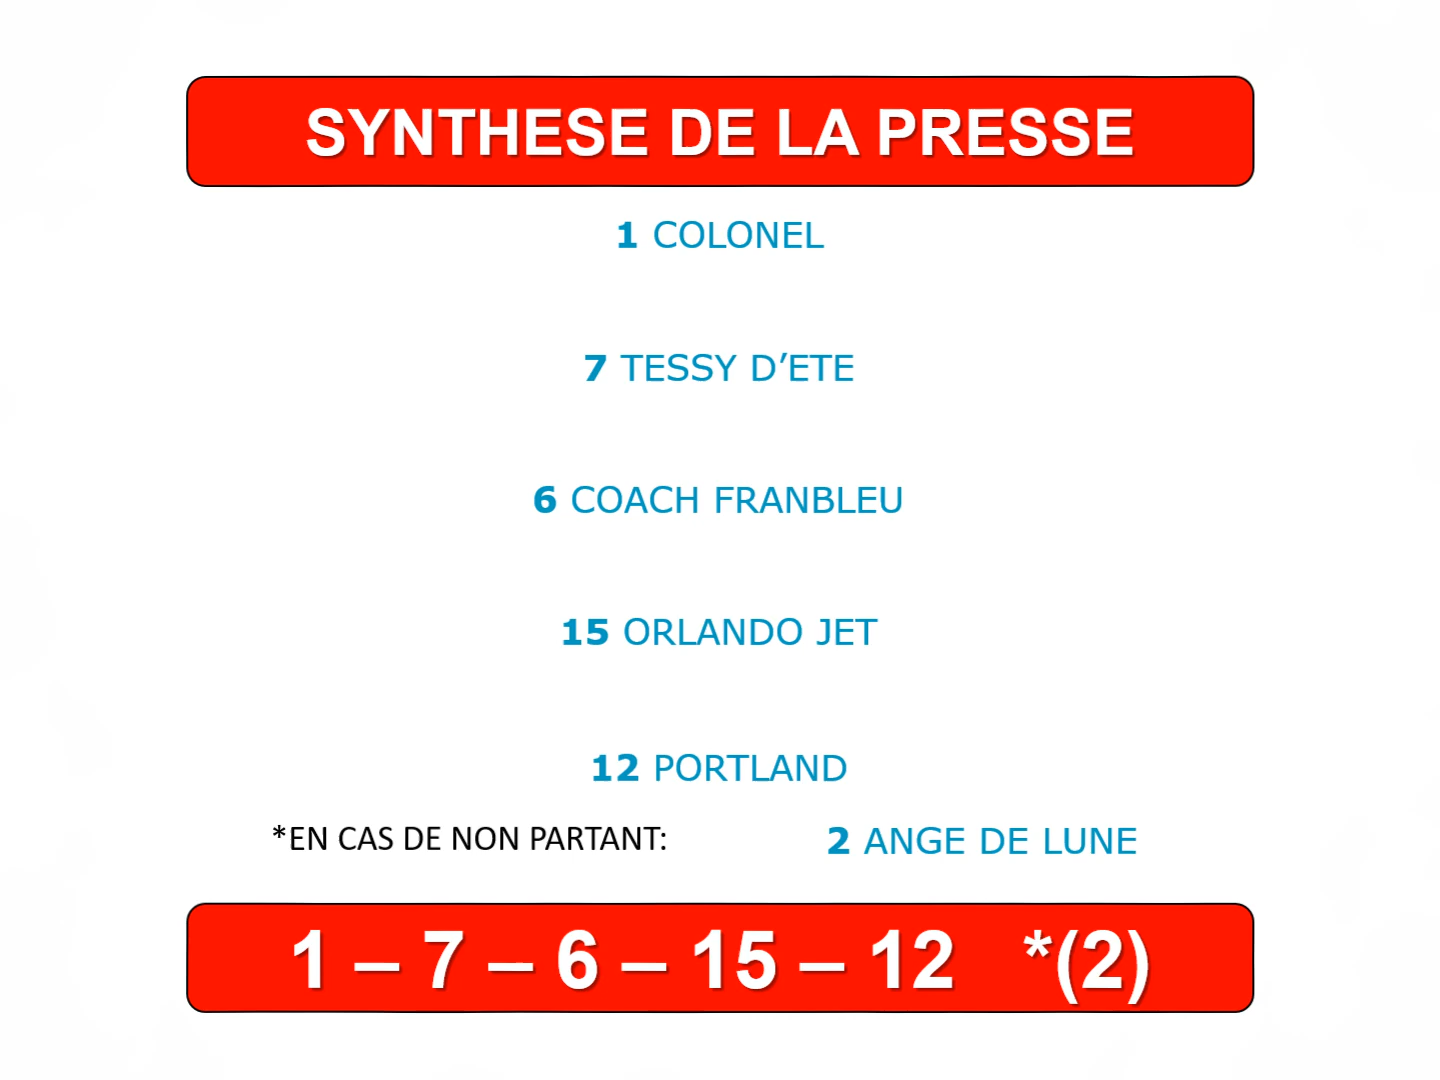 SYNTHESE DE LA PRESSE
1 COLONEL
7 TESSY D’ETE
6 COACH FRANBLEU
15 ORLANDO JET
12 PORTLAND
*EN CAS DE NON PARTANT: 2 ANGE DE LUNE
1 – 7 – 6 – 15 – 12 *(2)